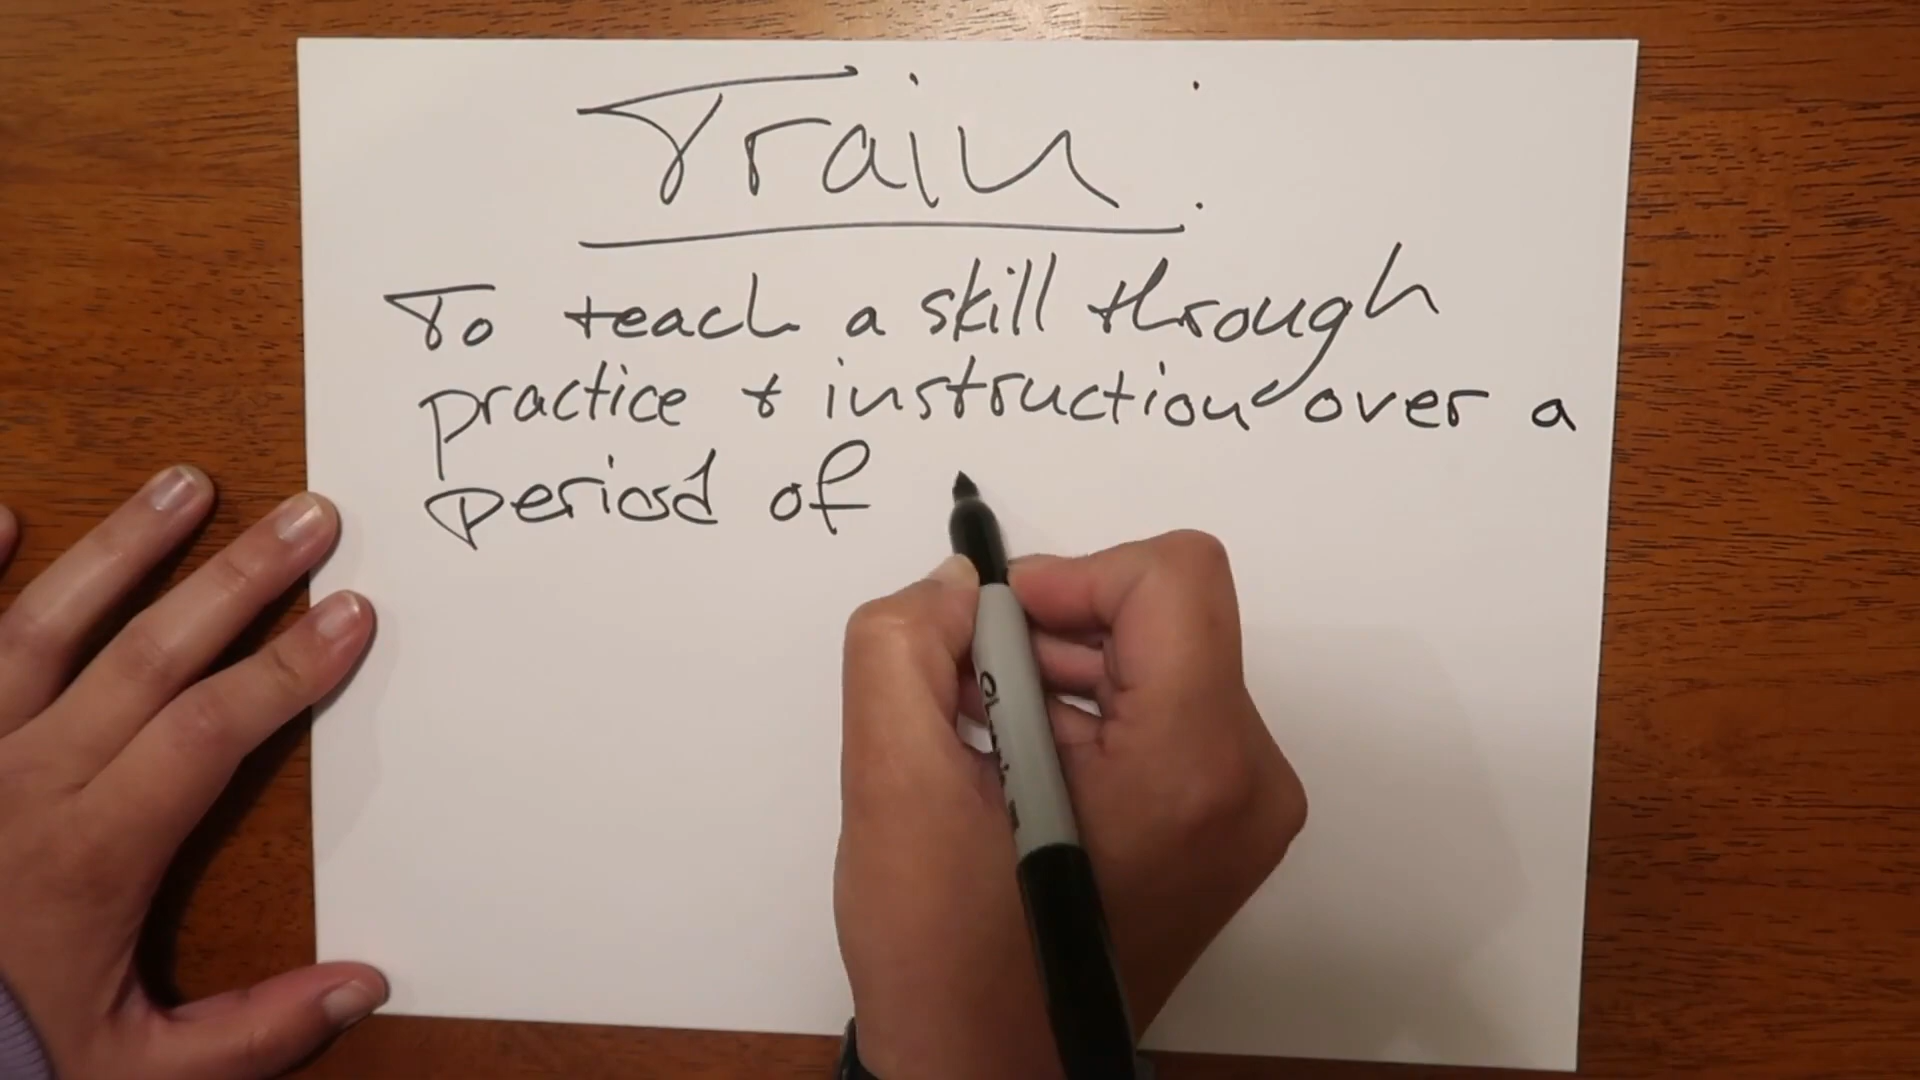 Train:
To teach a skill through
practice & instruction over a
period of